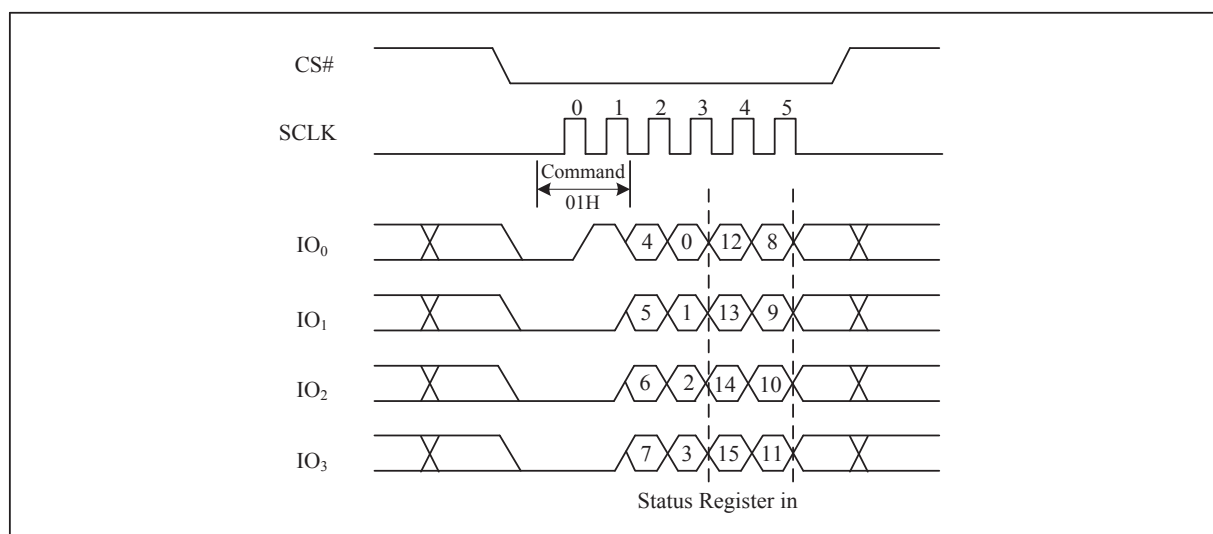 CS#
0 1 2 3 4 5
SCLK
Command
01H
IO0 4 0 12 8
IO1 5 1 13 9
IO2 6 2 14 10
IO3 7 3 15 11
Status Register in